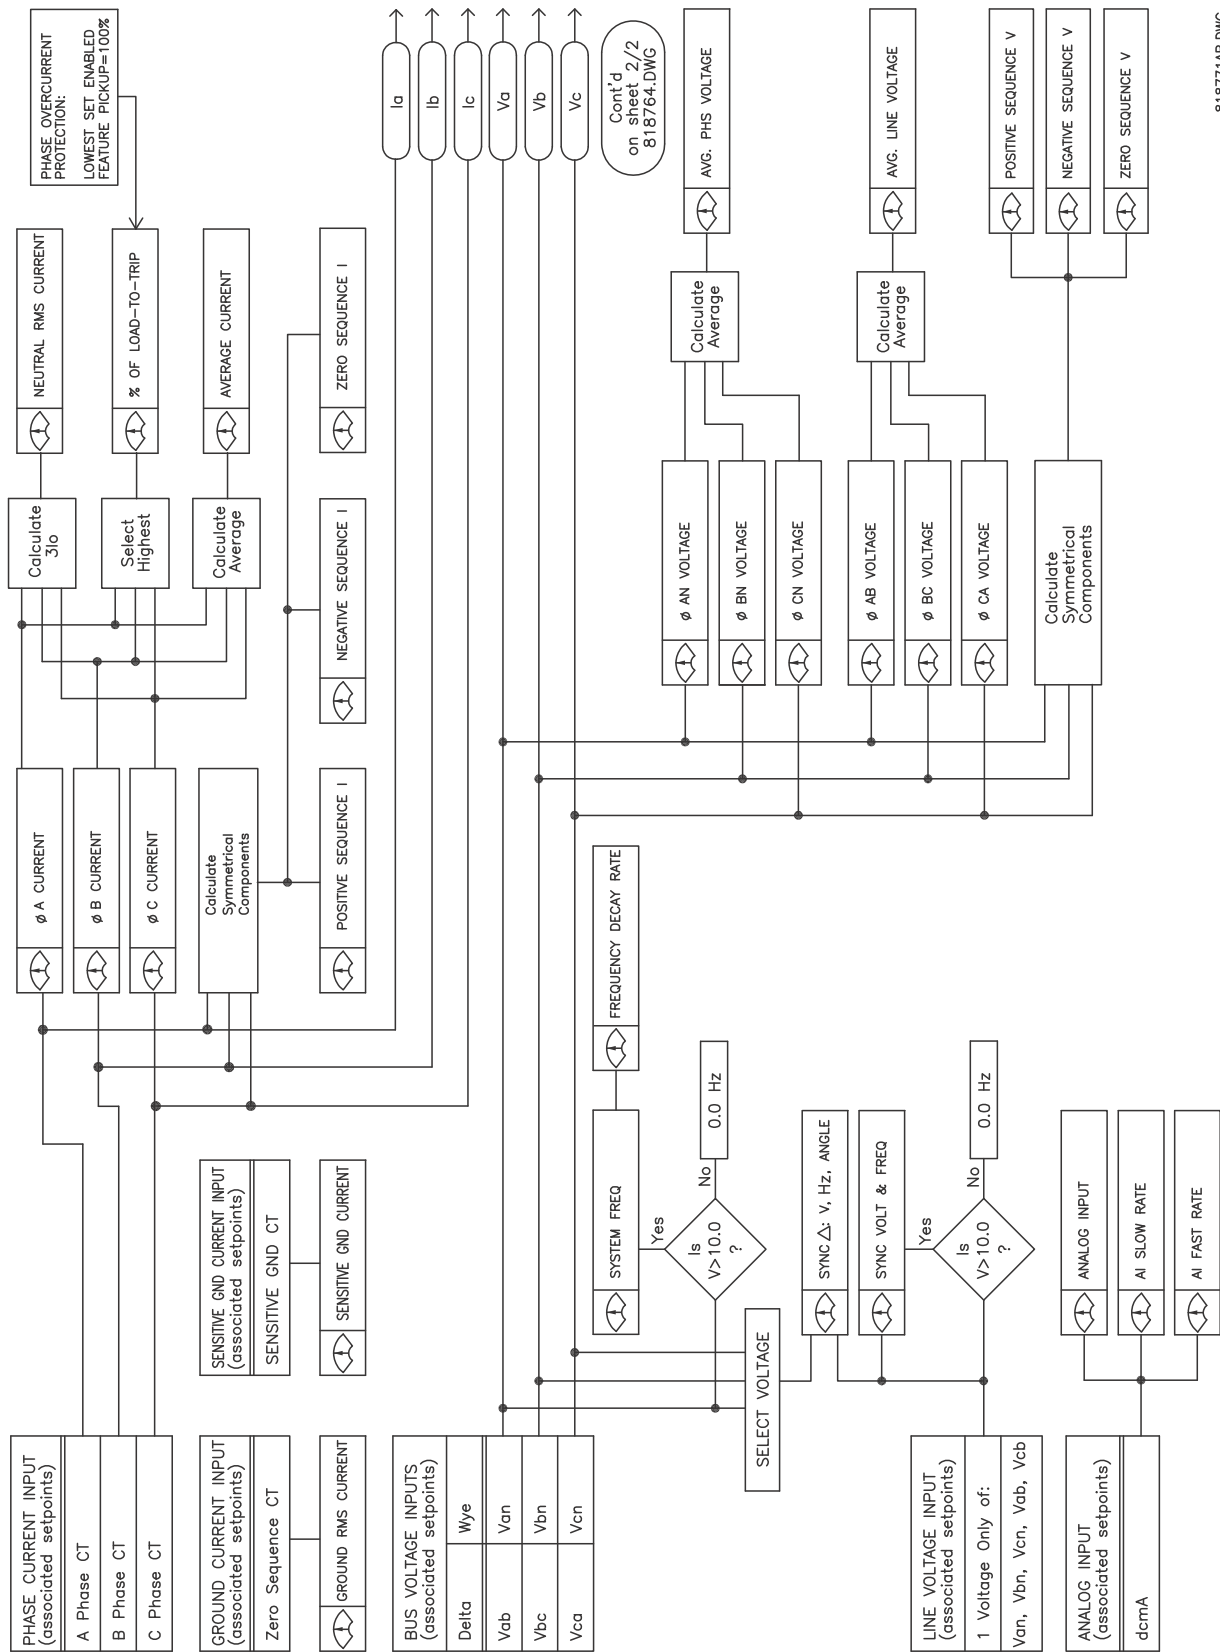 PHASE CURRENT INPUT
(associated setpoints)
A Phase CT
B Phase CT
C Phase CT
GROUND CURRENT INPUT
(associated setpoints)
Zero Sequence CT
GROUND RMS CURRENT
SENSITIVE GND CURRENT INPUT
(associated setpoints)
SENSITIVE GND CT
SENSITIVE GND CURRENT
ø A CURRENT
ø B CURRENT
ø C CURRENT
Calculate
Symmetrical
Components
POSITIVE SEQUENCE I
NEGATIVE SEQUENCE I
ZERO SEQUENCE I
Calculate
3Io
Select
Highest
Calculate
Average
NEUTRAL RMS CURRENT
% OF LOAD-TO-TRIP
AVERAGE CURRENT
PHASE OVERCURRENT
PROTECTION:
LOWEST SET ENABLED
FEATURE PICKUP=100%
Ia
Ib
Ic
Va
Vb
Vc
Cont'd
on sheet 2/2
818764.DWG
BUS VOLTAGE INPUTS
(associated setpoints)
Delta Wye
Vab Van
Vbc Vbn
Vca Vcn
SELECT VOLTAGE
Is
V>10.0
?
Yes
No
0.0 Hz
SYSTEM FREQ
FREQUENCY DECAY RATE
SYNC △: V, Hz, ANGLE
SYNC VOLT & FREQ
Is
V>10.0
?
Yes
No
0.0 Hz
LINE VOLTAGE INPUT
(associated setpoints)
1 Voltage Only of:
Van, Vbn, Vcn, Vab, Vcb
ANALOG INPUT
(associated setpoints)
dcmA
ANALOG INPUT
AI SLOW RATE
AI FAST RATE
ø AN VOLTAGE
ø BN VOLTAGE
ø CN VOLTAGE
Calculate
Average
AVG. PHS VOLTAGE
ø AB VOLTAGE
ø BC VOLTAGE
ø CA VOLTAGE
Calculate
Average
AVG. LINE VOLTAGE
Calculate
Symmetrical
Components
POSITIVE SEQUENCE V
NEGATIVE SEQUENCE V
ZERO SEQUENCE V